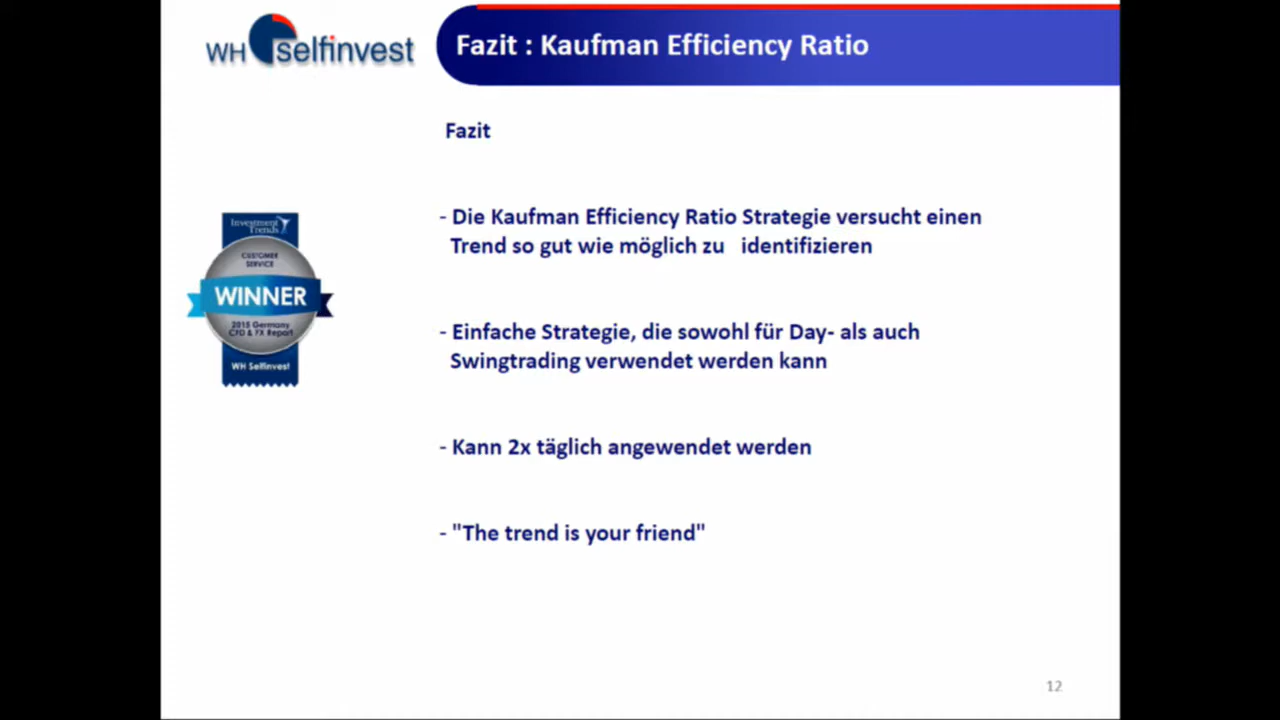 WH selfinvest
Fazit : Kaufman Efficiency Ratio
Fazit
- Die Kaufman Efficiency Ratio Strategie versucht einen
Trend so gut wie möglich zu identifizieren
Investment
Trends
CUSTOMER
SERVICE
WINNER
2015 Germany
CFD & FX Report
WH SelfInvest
- Einfache Strategie, die sowohl für Day- als auch
Swingtrading verwendet werden kann
- Kann 2x täglich angewendet werden
- "The trend is your friend"
12